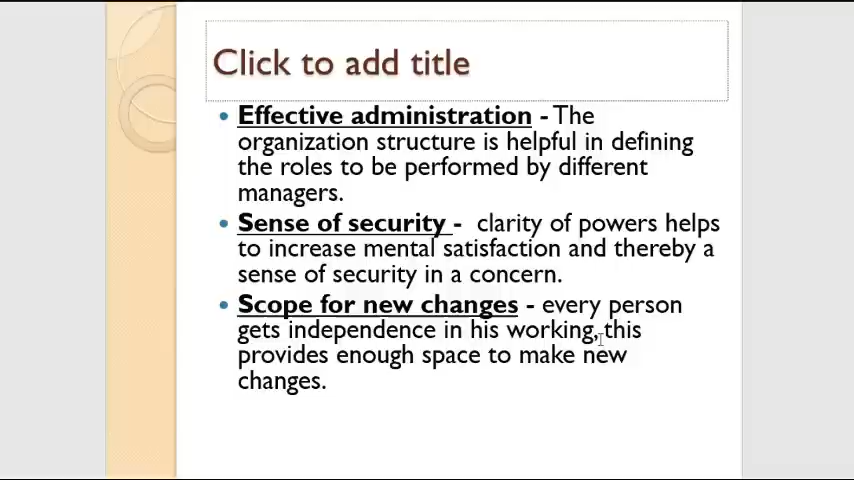 Click to add title
Effective administration - The
organization structure is helpful in defining
the roles to be performed by different
managers.
Sense of security - clarity of powers helps
to increase mental satisfaction and thereby a
sense of security in a concern.
Scope for new changes - every person
gets independence in his working, this
provides enough space to make new
changes.